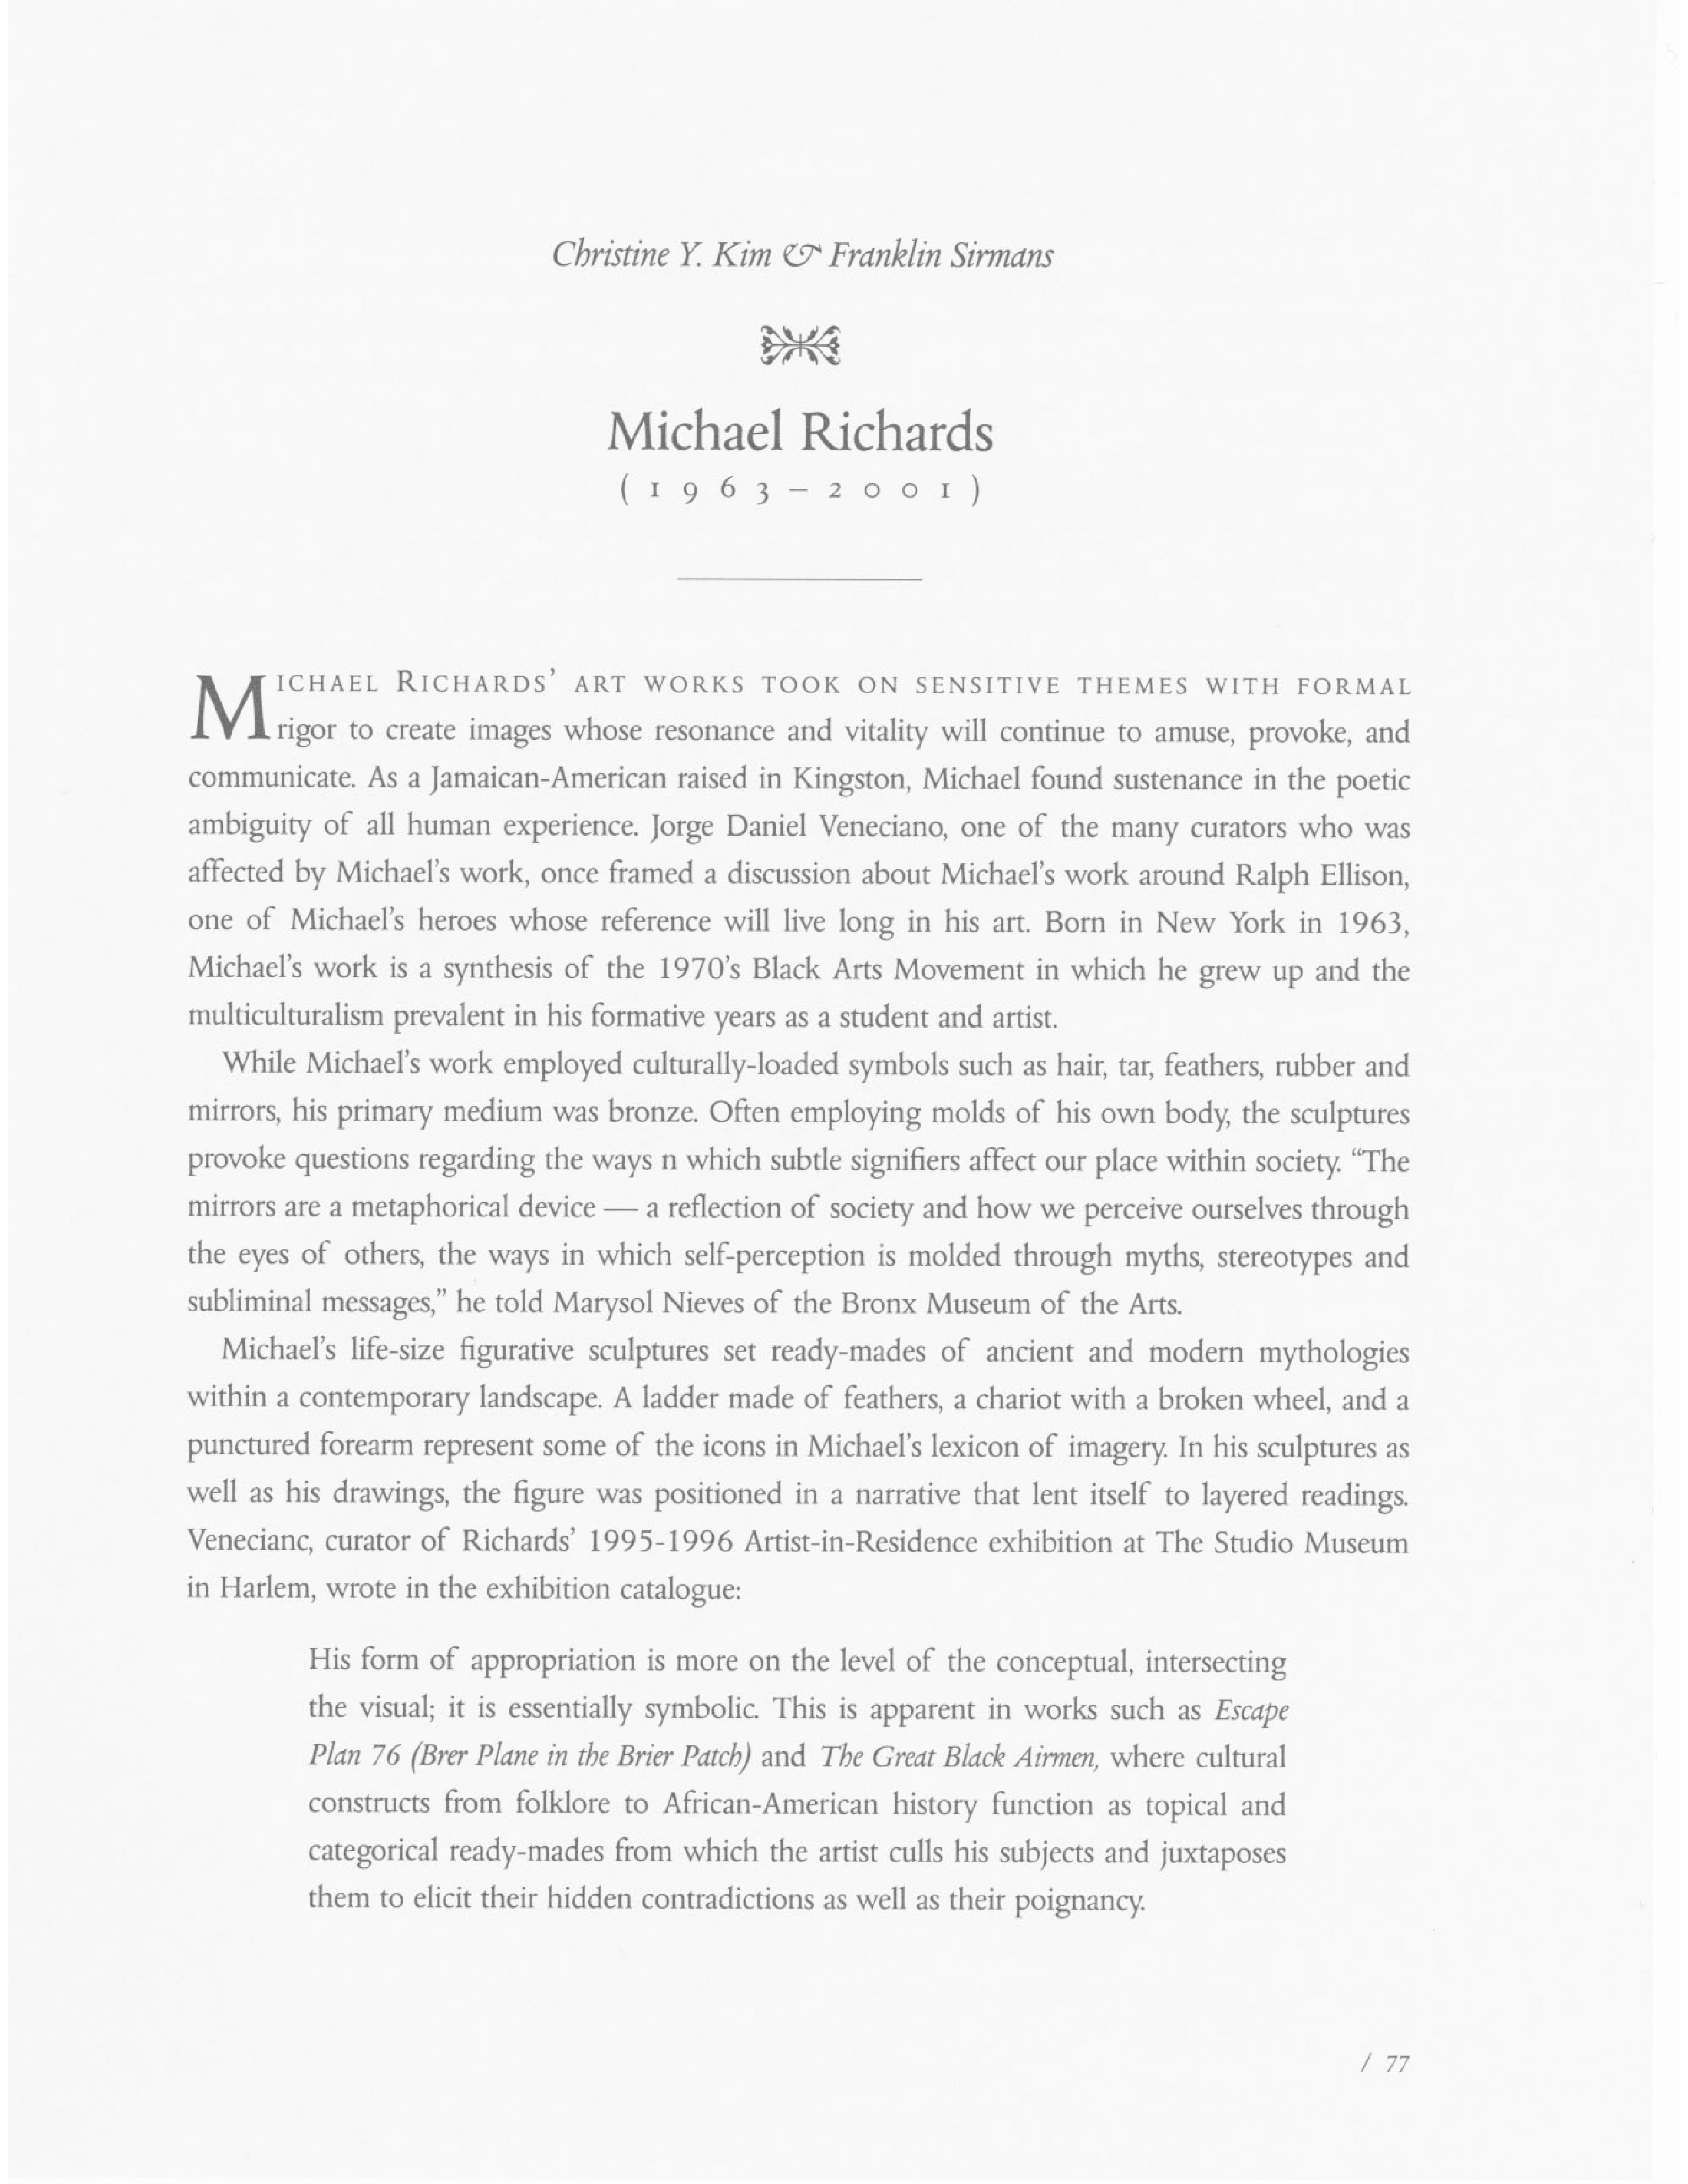 Christine Y. Kim & Franklin Sirmans
Michael Richards
(1963–2001)
MICHAEL RICHARDS’ ART WORKS TOOK ON SENSITIVE THEMES WITH FORMAL
rigor to create images whose resonance and vitality will continue to amuse, provoke, and
communicate. As a Jamaican-American raised in Kingston, Michael found sustenance in the poetic
ambiguity of all human experience. Jorge Daniel Veneciano, one of the many curators who was
affected by Michael’s work, once framed a discussion about Michael’s work around Ralph Ellison,
one of Michael’s heroes whose reference will live long in his art. Born in New York in 1963,
Michael’s work is a synthesis of the 1970’s Black Arts Movement in which he grew up and the
multiculturalism prevalent in his formative years as a student and artist.
While Michael’s work employed culturally-loaded symbols such as hair, tar, feathers, rubber and
mirrors, his primary medium was bronze. Often employing molds of his own body, the sculptures
provoke questions regarding the ways n which subtle signifiers affect our place within society. “The
mirrors are a metaphorical device — a reflection of society and how we perceive ourselves through
the eyes of others, the ways in which self-perception is molded through myths, stereotypes and
subliminal messages,” he told Marysol Nieves of the Bronx Museum of the Arts.
Michael’s life-size figurative sculptures set ready-mades of ancient and modern mythologies
within a contemporary landscape. A ladder made of feathers, a chariot with a broken wheel, and a
punctured forearm represent some of the icons in Michael’s lexicon of imagery. In his sculptures as
well as his drawings, the figure was positioned in a narrative that lent itself to layered readings.
Venecianc, curator of Richards’ 1995-1996 Artist-in-Residence exhibition at The Studio Museum
in Harlem, wrote in the exhibition catalogue:
His form of appropriation is more on the level of the conceptual, intersecting
the visual; it is essentially symbolic. This is apparent in works such as Escape
Plan 76 (Brer Plane in the Brier Patch) and The Great Black Airmen, where cultural
constructs from folklore to African-American history function as topical and
categorical ready-mades from which the artist culls his subjects and juxtaposes
them to elicit their hidden contradictions as well as their poignancy.
/ 77